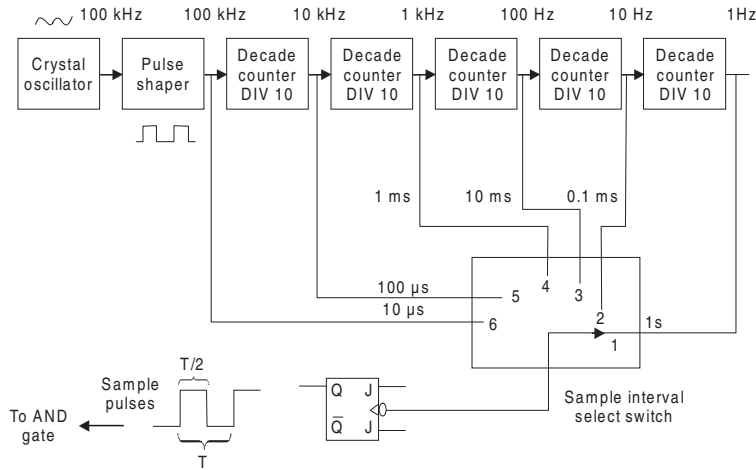 100 kHz 100 kHz 10 kHz 1 kHz 100 Hz 10 Hz 1Hz
Crystal
oscillator
Pulse
shaper
Decade
counter
DIV 10
Decade
counter
DIV 10
Decade
counter
DIV 10
Decade
counter
DIV 10
Decade
counter
DIV 10
1 ms
10 ms
0.1 ms
100 µs
10 µs
6
5
4
3
2
1
1s
Sample interval
select switch
T/2
Sample
pulses
To AND
gate
T
Q J
Q̅ J